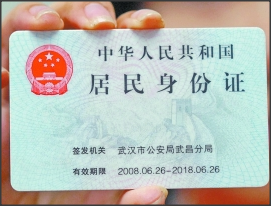 中华人民共和国
居民身份证
签发机关 武汉市公安局武昌分局
有效期限 2008.06.26-2018.06.26